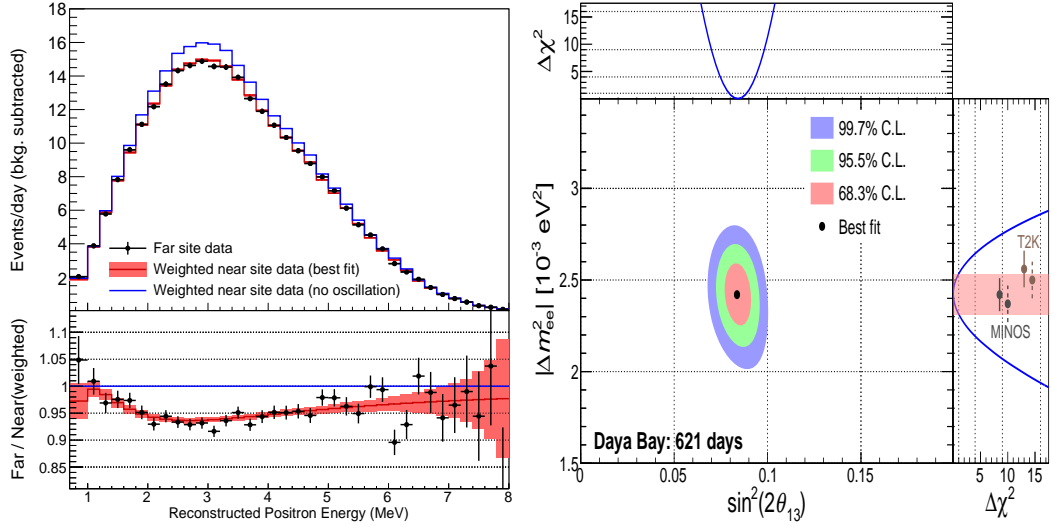 Events/day (bkg. subtracted)
18
16
14
12
10
8
6
4
2
Far site data
Weighted near site data (best fit)
Weighted near site data (no oscillation)
Far / Near(weighted)
1.1
1.05
1
0.95
0.9
0.85
1 2 3 4 5 6 7 8
Reconstructed Positron Energy (MeV)
Δχ²
15
10
5
|Δm²ₑₑ| [10⁻³ eV²]
3
2.5
2
1.5
99.7% C.L.
95.5% C.L.
68.3% C.L.
Best fit
Daya Bay: 621 days
0 0.05 0.1 0.15
sin²(2θ₁₃)
T2K
MINOS
5 10 15
Δχ²